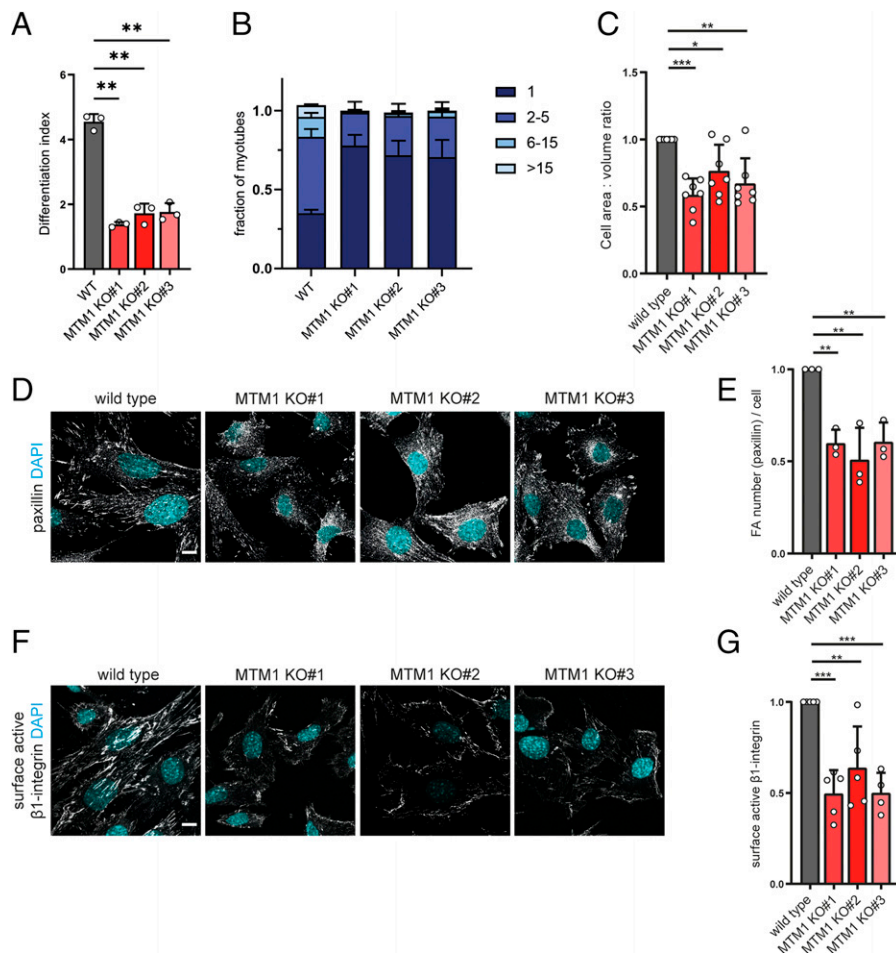 A
** 
**
**
Differentiation index
6
4
2
0
WT
MTM1 KO#1
MTM1 KO#2
MTM1 KO#3
B
fraction of myotubes
1.0
0.5
0.0
WT
MTM1 KO#1
MTM1 KO#2
MTM1 KO#3
1
2-5
6-15
>15
C
**
*
***
Cell area : volume ratio
1.5
1.0
0.5
0.0
wild type
MTM1 KO# 1
MTM1 KO# 2
MTM1 KO# 3
D
wild type MTM1 KO#1 MTM1 KO#2 MTM1 KO#3
paxillin DAPI
E
**
**
**
FA number (paxillin) / cell
1.0
0.5
0.0
wild type
MTM1 KO#1
MTM1 KO#2
MTM1 KO#3
F
wild type MTM1 KO#1 MTM1 KO#2 MTM1 KO#3
surface active
β1-integrin DAPI
G
***
**
***
surface active β1-integrin
1.0
0.5
0.0
wild type
MTM1 KO#1
MTM1 KO#2
MTM1 KO#3